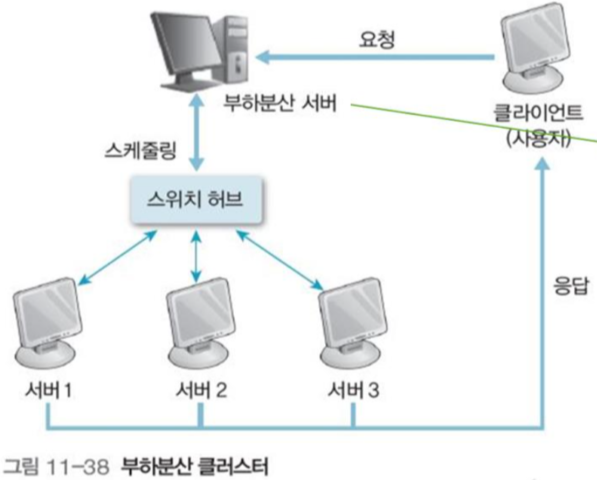 요청
부하분산 서버
클라이언트
(사용자)
스케줄링
스위치 허브
응답
서버 1
서버 2
서버 3
그림 11-38 부하분산 클러스터